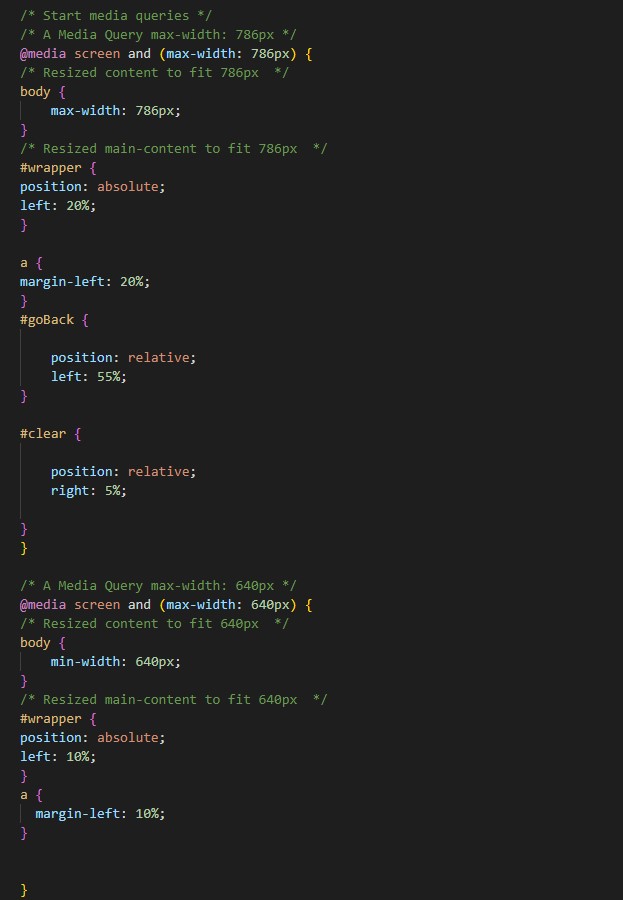 /* Start media queries */
/* A Media Query max-width: 786px */
@media screen and (max-width: 786px) {
/* Resized content to fit 786px  */
body {
    max-width: 786px;
}
/* Resized main-content to fit 786px  */
#wrapper {
position: absolute;
left: 20%;
}

a {
margin-left: 20%;
}
#goBack {

    position: relative;
    left: 55%;
}

#clear {

    position: relative;
    right: 5%;

}
}

/* A Media Query max-width: 640px */
@media screen and (max-width: 640px) {
/* Resized content to fit 640px  */
body {
    min-width: 640px;
}
/* Resized main-content to fit 640px  */
#wrapper {
position: absolute;
left: 10%;
}
a {
  margin-left: 10%;
}


}